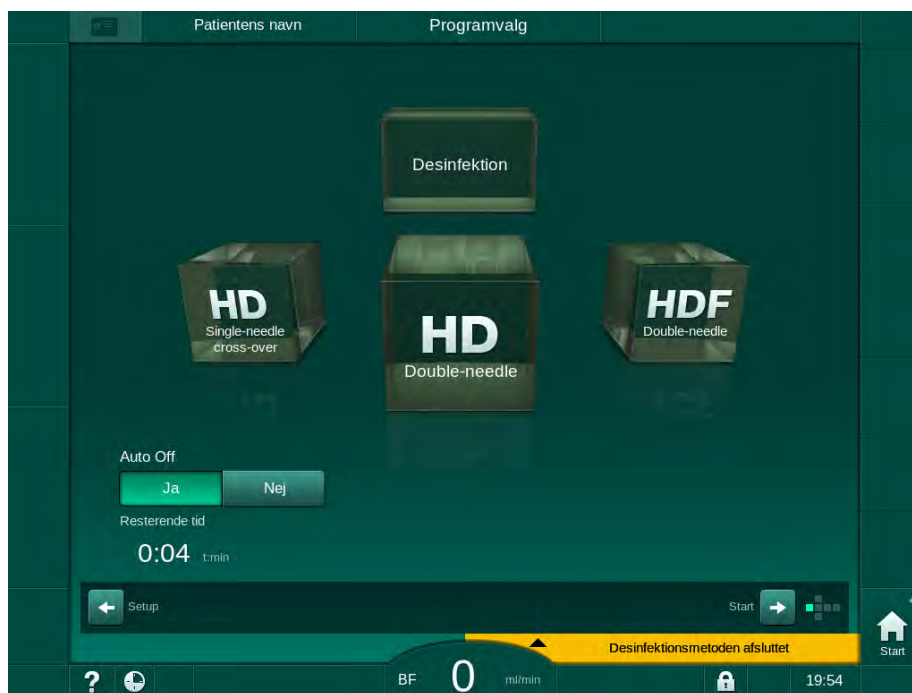 Patientens navn
Programvalg
Desinfektion
HD
Single-needle
cross-over
HD
Double-needle
HDF
Double-needle
Auto Off
Ja
Nej
Resterende tid
0:04 t:min
Setup
Start
Desinfektionsmetoden afsluttet
Start
?
BF 0 ml/min
19:54